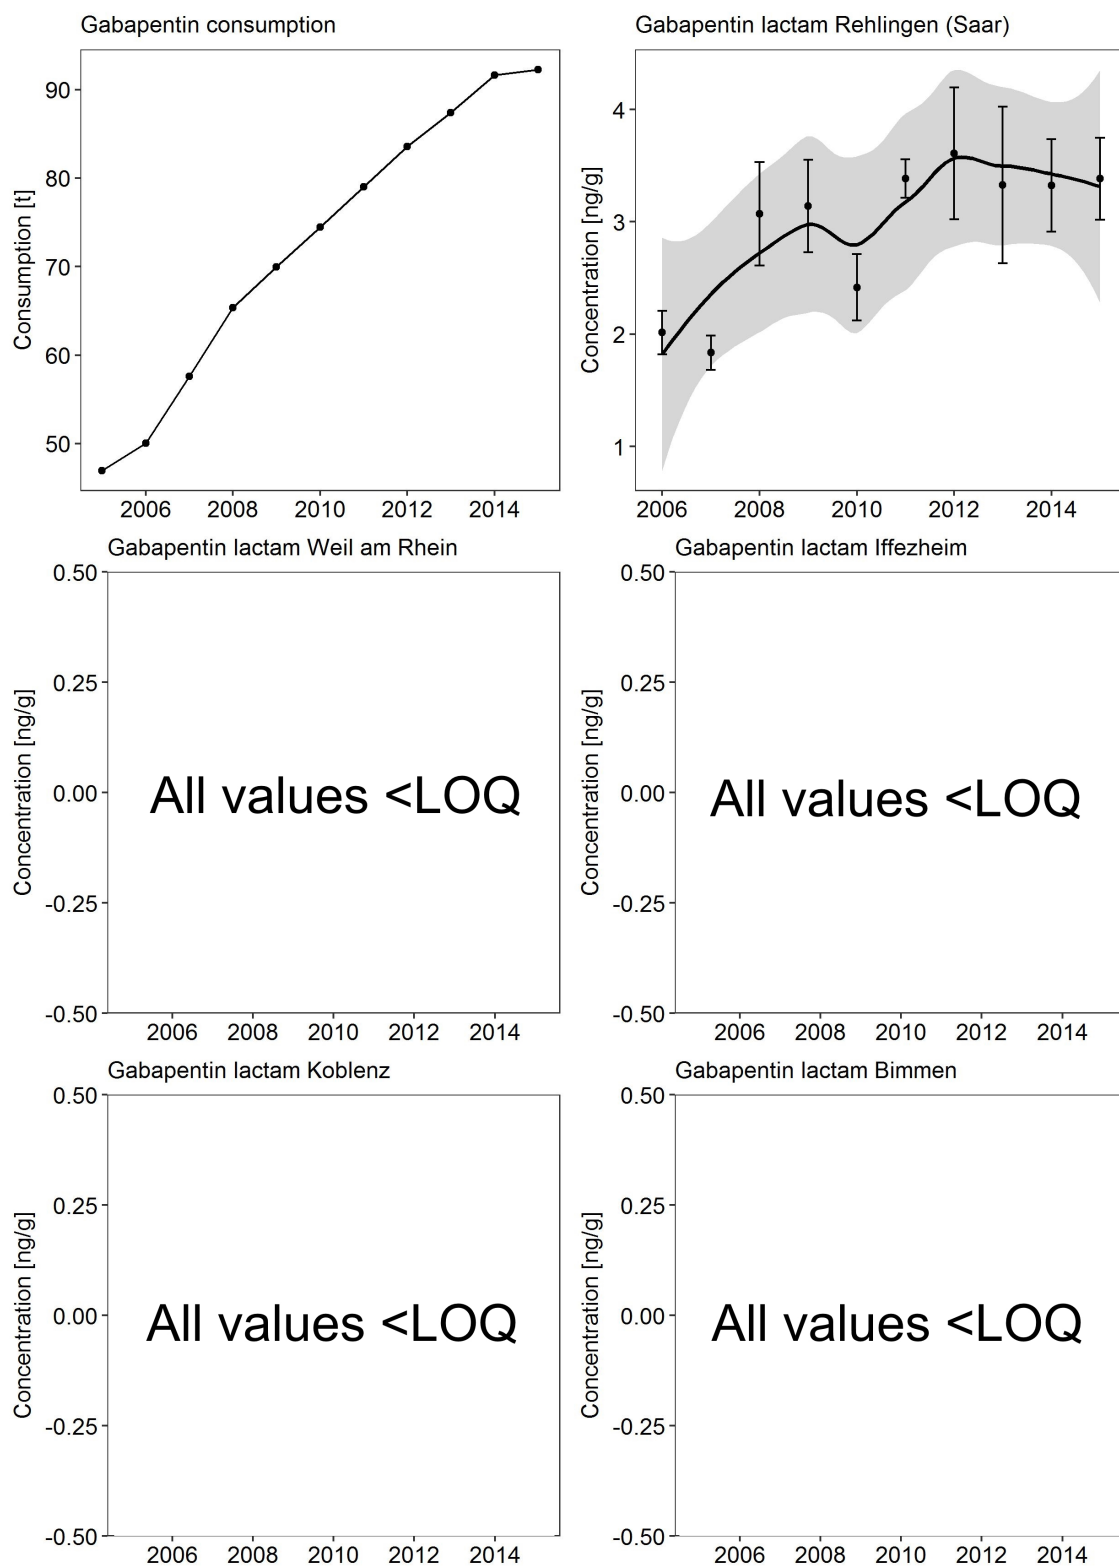 Gabapentin consumption
Consumption [t]
90
80
70
60
50
2006 2008 2010 2012 2014
Gabapentin lactam Rehlingen (Saar)
Concentration [ng/g]
4
3
2
1
2006 2008 2010 2012 2014
Gabapentin lactam Weil am Rhein
Concentration [ng/g]
0.50
0.25
0.00
-0.25
-0.50
All values <LOQ
2006 2008 2010 2012 2014
Gabapentin lactam Iffezheim
Concentration [ng/g]
0.50
0.25
0.00
-0.25
-0.50
All values <LOQ
2006 2008 2010 2012 2014
Gabapentin lactam Koblenz
Concentration [ng/g]
0.50
0.25
0.00
-0.25
-0.50
All values <LOQ
2006 2008 2010 2012 2014
Gabapentin lactam Bimmen
Concentration [ng/g]
0.50
0.25
0.00
-0.25
-0.50
All values <LOQ
2006 2008 2010 2012 2014